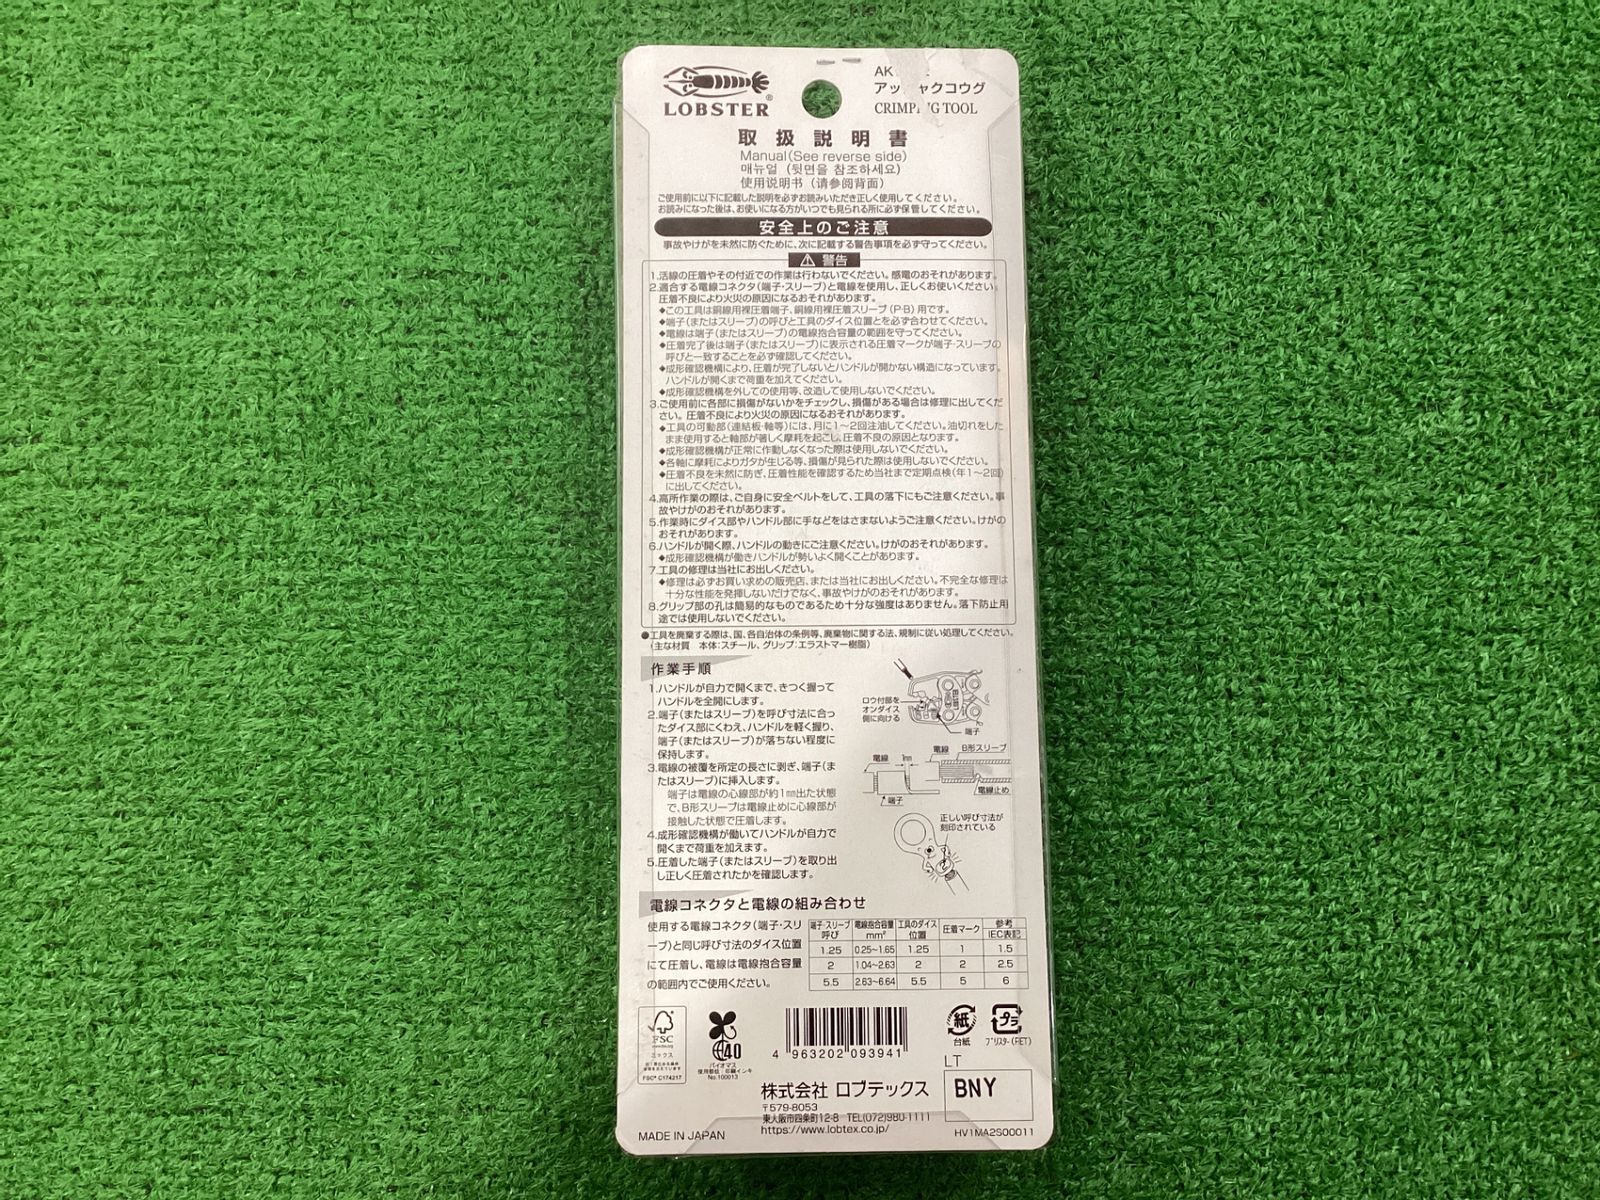 LOBSTER®
AK
アッ ャクコウグ
CRIMP NG TOOL
取扱説明書
Manual(See reverse side)
매뉴얼 (뒷면을 참조하세요)
使用说明书 (请参阅背面)
ご使用前に以下に記載した説明を必ずお読みいただき正しく使用してください。
お読みになった後は、お使いになる方がいつでも見られる所に必ず保管してください。
安全上のご注意
事故やけがを未然に防ぐために、次に記載する警告事項を必ず守ってください。
⚠ 警告
1.活線の圧着やその付近での作業は行わないでください。感電のおそれがあります。
2.適合する電線コネクタ(端子・スリーブ)と電線を使用し、正しくお使いください。
圧着不良により火災の原因になるおそれがあります。
◆この工具は銅線用裸圧着端子、銅線用裸圧着スリーブ(P・B)用です。
◆端子(またはスリーブ)の呼びと工具のダイス位置とを必ず合わせてください。
◆電線は端子(またはスリーブ)の電線抱合容量の範囲を守ってください。
◆圧着完了後は端子(またはスリーブ)に表示される圧着マークが端子・スリーブの
呼びと一致することを必ず確認してください。
◆成形確認機構により、圧着が完了しないとハンドルが開かない構造になっています。
ハンドルが開くまで荷重を加えてください。
◆成形確認機構を外しての使用等、改造して使用しないでください。
3.ご使用前に各部に損傷がないかをチェックし、損傷がある場合は修理に出してくだ
さい。圧着不良により火災の原因になるおそれがあります。
◆工具の可動部(連結板・軸等)には、月に1〜2回注油してください。油切れをした
まま使用すると軸部が著しく摩耗を起こし、圧着不良の原因となります。
◆成形確認機構が正常に作動しなくなった際は使用しないでください。
◆各軸に摩耗によりガタが生じる等、損傷が見られた際は使用しないでください。
◆圧着不良を未然に防ぎ、圧着性能を確認するため当社まで定期点検(年1〜2回)
に出してください。
4.高所作業の際は、ご自身に安全ベルトをして、工具の落下にもご注意ください。事
故やけがのおそれがあります。
5.作業時にダイス部やハンドル部に手などをはさまないようご注意ください。けがの
おそれがあります。
6.ハンドルが開く際、ハンドルの動きにご注意ください。けがのおそれがあります。
◆成形確認機構が働きハンドルが勢いよく開くことがあります。
7.工具の修理は当社にお出しください。
◆修理は必ずお買い求めの販売店、または当社にお出しください。不完全な修理は
十分な性能を発揮しないだけでなく、事故やけがのおそれがあります。
8.グリップ部の孔は簡易的なものであるため十分な強度はありません。落下防止用
途では使用しないでください。
●工具を廃棄する際は、国、各自治体の条例等、廃棄物に関する法、規制に従い処理してください。
(主な材質 本体:スチール、グリップ:エラストマー樹脂)
作業手順
1.ハンドルが自力で開くまで、きつく握って
ハンドルを全開にします。
2.端子(またはスリーブ)を呼び寸法に合っ
たダイス部にくわえ、ハンドルを軽く握り、
端子(またはスリーブ)が落ちない程度に
保持します。
3.電線の被覆を所定の長さに剥ぎ、端子(ま
たはスリーブ)に挿入します。
端子は電線の心線部が約1mm出た状態
で、B形スリーブは電線止めに心線部が
接触した状態で圧着します。
4.成形確認機構が働いてハンドルが自力で
開くまで荷重を加えます。
5.圧着した端子(またはスリーブ)を取り出
し正しく圧着されたかを確認します。
ロウ付部を
オンダイス
側に向ける
端子
電線 1mm 電線 B形スリーブ
端子 電線止め
正しい呼び寸法が
刻印されている
電線コネクタと電線の組み合わせ
使用する電線コネクタ(端子・スリ
ーブ)と同じ呼び寸法のダイス位置
にて圧着し、電線は電線抱合容量
の範囲内でご使用ください。
端子・スリーブ呼び 電線抱合容量mm² 工具のダイス位置 圧着マーク 参考IEC表記
1.25 0.25〜1.65 1.25 1 1.5
2 1.04〜2.63 2 2 2.5
5.5 2.63〜6.64 5.5 5 6
FSC
ミックス
FSC® C174217
40
バイオマス
使用部位:印刷インキ
No.100013
4 963202 093941
紙
台紙
プラ
ブリスター(PET)
LT
BNY
株式会社 ロブテックス
〒579-8053
東大阪市四条町12-8 TEL(072)980-1111
https://www.lobtex.co.jp/
MADE IN JAPAN
HV1MA2S00011